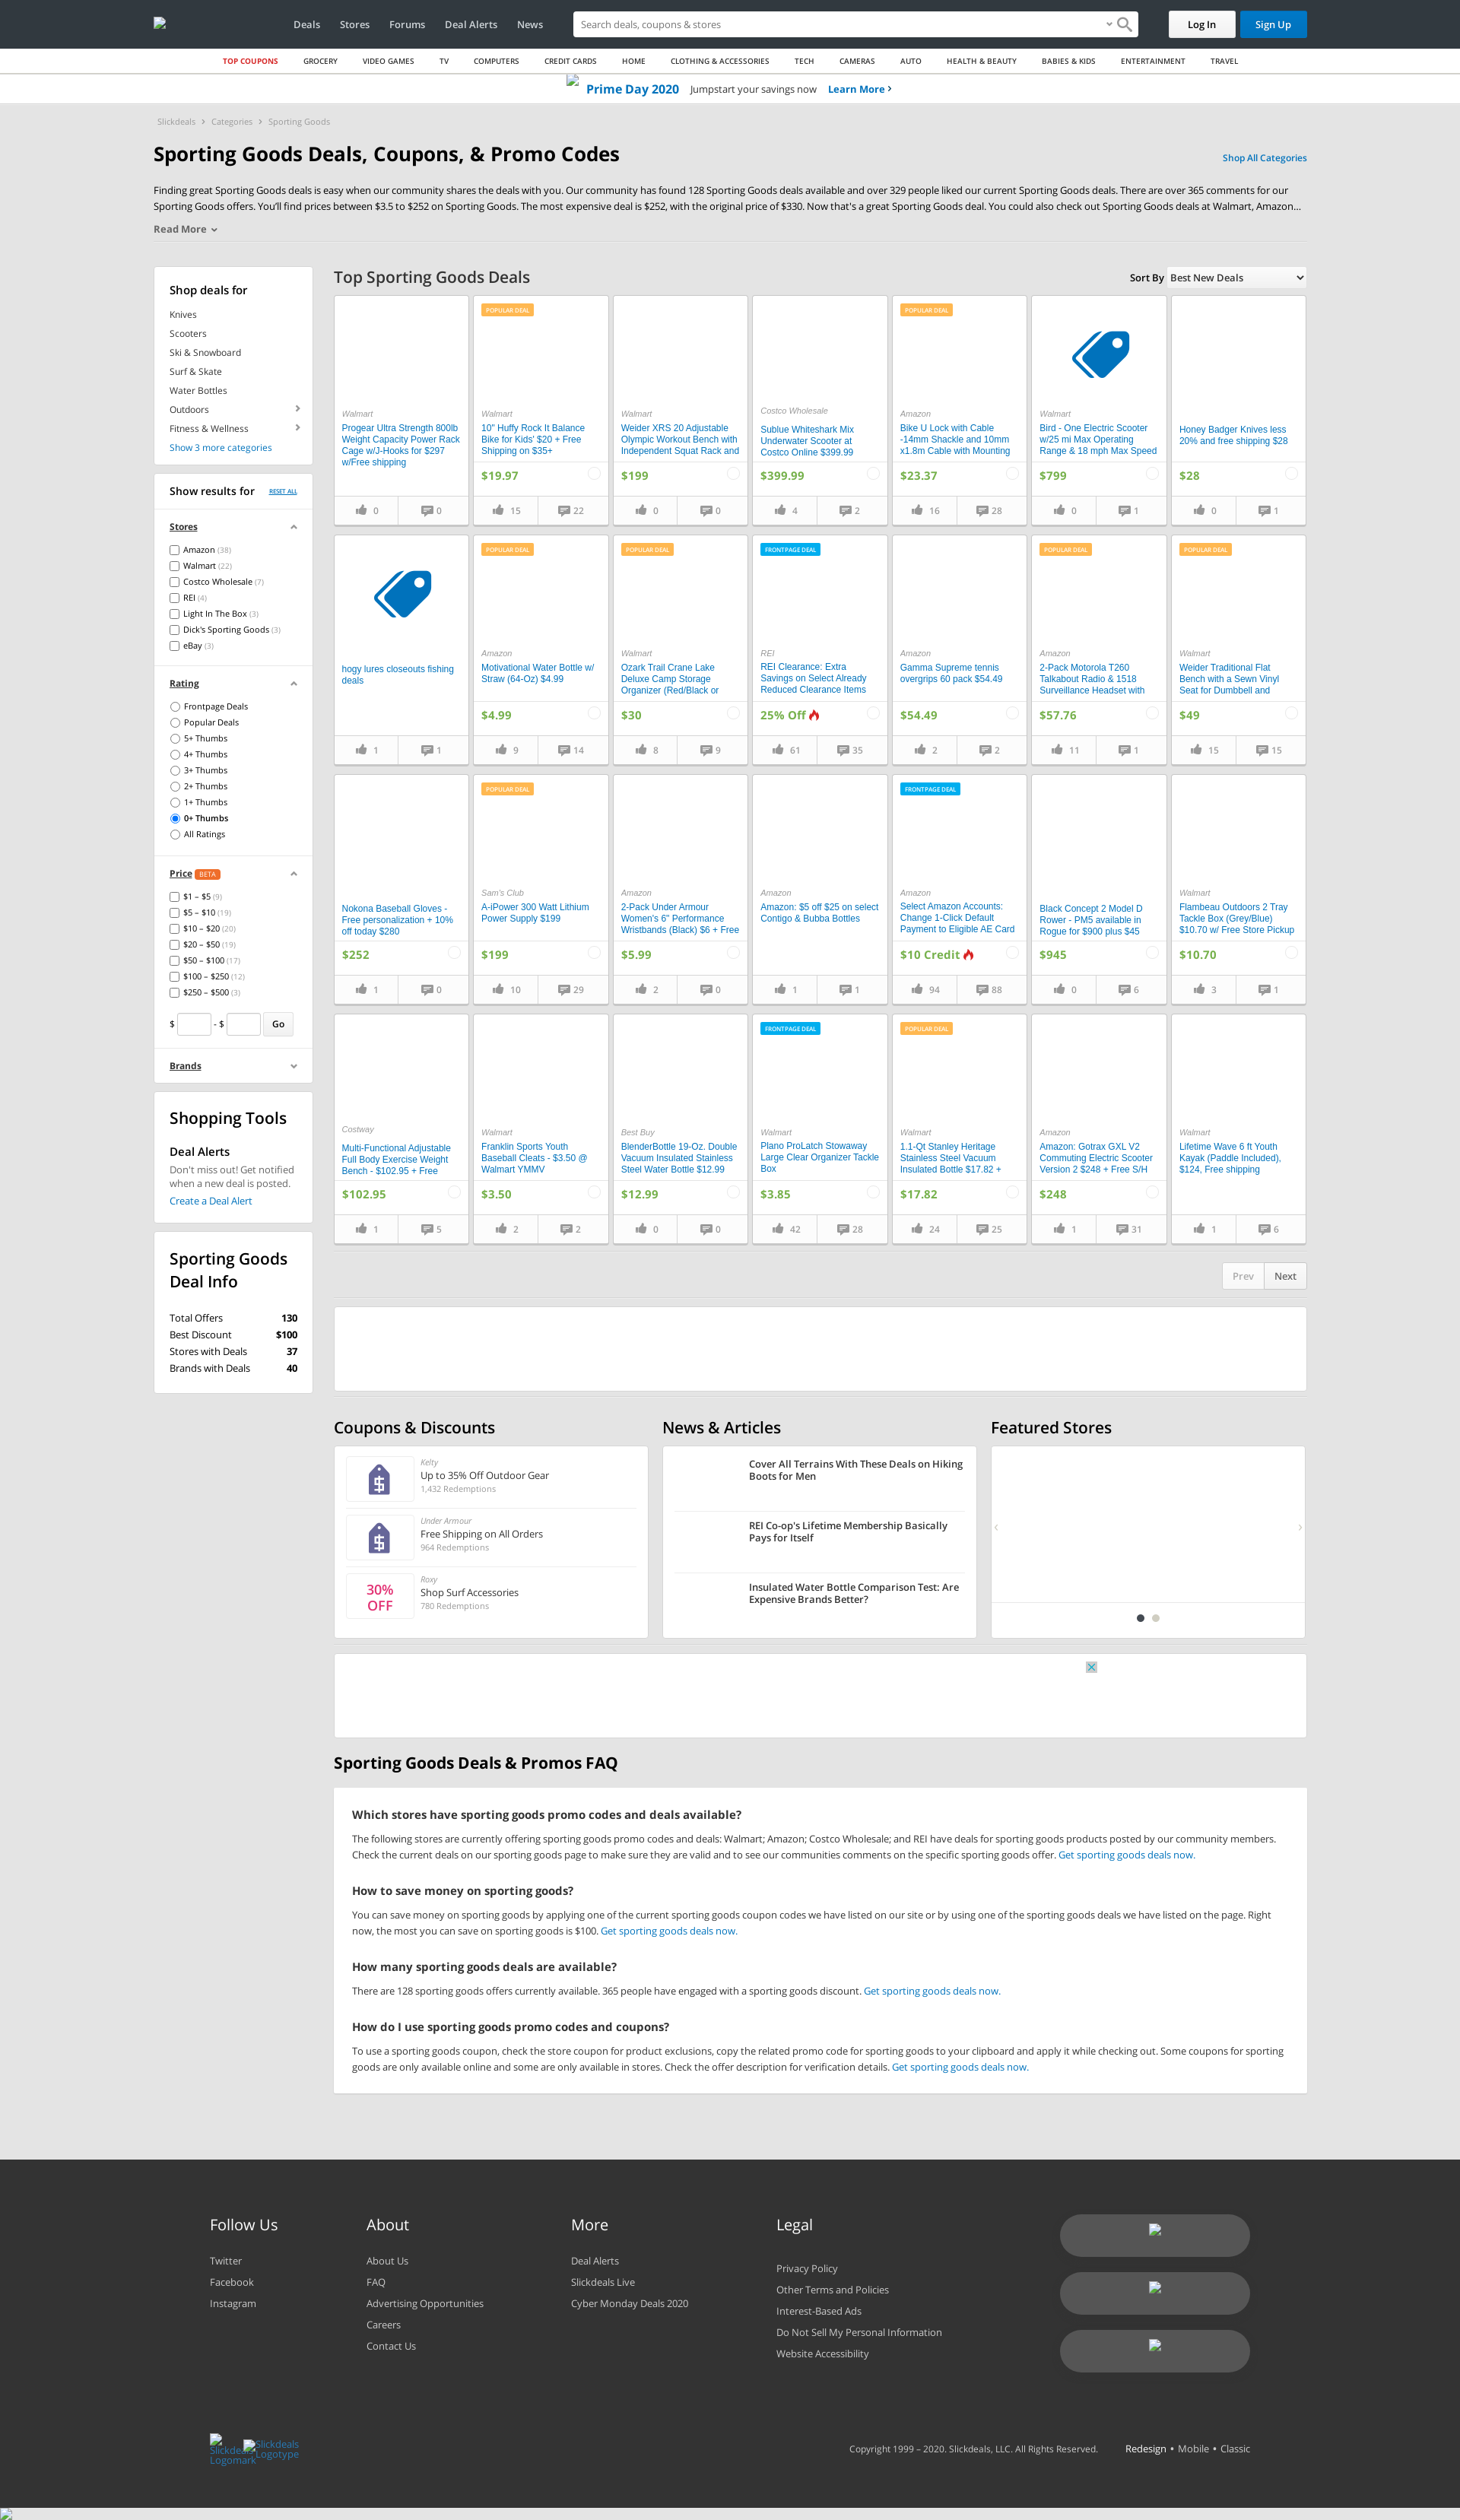 Deals
Stores
Forums
Deal Alerts
News
Search deals, coupons & stores
Log In
Sign Up
TOP COUPONS
GROCERY
VIDEO GAMES
TV
COMPUTERS
CREDIT CARDS
HOME
CLOTHING & ACCESSORIES
TECH
CAMERAS
AUTO
HEALTH & BEAUTY
BABIES & KIDS
ENTERTAINMENT
TRAVEL
Prime Day 2020 Jumpstart your savings now Learn More
Slickdeals > Categories > Sporting Goods
Sporting Goods Deals, Coupons, & Promo Codes
Shop All Categories
Finding great Sporting Goods deals is easy when our community shares the deals with you. Our community has found 128 Sporting Goods deals available and over 329 people liked our current Sporting Goods deals. There are over 365 comments for our
Sporting Goods offers. You'll find prices between $3.5 to $252 on Sporting Goods. The most expensive deal is $252, with the original price of $330. Now that's a great Sporting Goods deal. You could also check out Sporting Goods deals at Walmart, Amazon...
Read More
Shop deals for
Knives
Scooters
Ski & Snowboard
Surf & Skate
Water Bottles
Outdoors
Fitness & Wellness
Show 3 more categories
Show results for
RESET ALL
Stores
Amazon (38)
Walmart (22)
Costco Wholesale (7)
REI (4)
Light In The Box (3)
Dick's Sporting Goods (3)
eBay (3)
Rating
Frontpage Deals
Popular Deals
5+ Thumbs
4+ Thumbs
3+ Thumbs
2+ Thumbs
1+ Thumbs
0+ Thumbs
All Ratings
Price BETA
$1 – $5 (9)
$5 – $10 (19)
$10 – $20 (20)
$20 – $50 (19)
$50 – $100 (17)
$100 – $250 (12)
$250 – $500 (3)
$ - $ Go
Brands
Shopping Tools
Deal Alerts
Don't miss out! Get notified
when a new deal is posted.
Create a Deal Alert
Sporting Goods
Deal Info
Total Offers 130
Best Discount $100
Stores with Deals 37
Brands with Deals 40
Top Sporting Goods Deals
Sort By Best New Deals
Walmart
Progear Ultra Strength 800lb
Weight Capacity Power Rack
Cage w/J-Hooks for $297
w/Free shipping
0 0
POPULAR DEAL
Walmart
10" Huffy Rock It Balance
Bike for Kids' $20 + Free
Shipping on $35+
$19.97
15 22
Walmart
Weider XRS 20 Adjustable
Olympic Workout Bench with
Independent Squat Rack and
$199
0 0
Costco Wholesale
Sublue Whiteshark Mix
Underwater Scooter at
Costco Online $399.99
$399.99
4 2
POPULAR DEAL
Amazon
Bike U Lock with Cable
-14mm Shackle and 10mm
x1.8m Cable with Mounting
$23.37
16 28
Walmart
Bird - One Electric Scooter
w/25 mi Max Operating
Range & 18 mph Max Speed
$799
0 1
Honey Badger Knives less
20% and free shipping $28
$28
0 1
hogy lures closeouts fishing
deals
1 1
POPULAR DEAL
Amazon
Motivational Water Bottle w/
Straw (64-Oz) $4.99
$4.99
9 14
POPULAR DEAL
Walmart
Ozark Trail Crane Lake
Deluxe Camp Storage
Organizer (Red/Black or
$30
8 9
FRONTPAGE DEAL
REI
REI Clearance: Extra
Savings on Select Already
Reduced Clearance Items
25% Off
61 35
Amazon
Gamma Supreme tennis
overgrips 60 pack $54.49
$54.49
2 2
POPULAR DEAL
Amazon
2-Pack Motorola T260
Talkabout Radio & 1518
Surveillance Headset with
$57.76
11 1
POPULAR DEAL
Walmart
Weider Traditional Flat
Bench with a Sewn Vinyl
Seat for Dumbbell and
$49
15 15
Nokona Baseball Gloves -
Free personalization + 10%
off today $280
$252
1 0
POPULAR DEAL
Sam's Club
A-iPower 300 Watt Lithium
Power Supply $199
$199
10 29
Amazon
2-Pack Under Armour
Women's 6" Performance
Wristbands (Black) $6 + Free
$5.99
2 0
Amazon
Amazon: $5 off $25 on select
Contigo & Bubba Bottles
1 1
FRONTPAGE DEAL
Amazon
Select Amazon Accounts:
Change 1-Click Default
Payment to Eligible AE Card
$10 Credit
94 88
Black Concept 2 Model D
Rower - PM5 available in
Rogue for $900 plus $45
$945
0 6
Walmart
Flambeau Outdoors 2 Tray
Tackle Box (Grey/Blue)
$10.70 w/ Free Store Pickup
$10.70
3 1
Costway
Multi-Functional Adjustable
Full Body Exercise Weight
Bench - $102.95 + Free
$102.95
1 5
Walmart
Franklin Sports Youth
Baseball Cleats - $3.50 @
Walmart YMMV
$3.50
2 2
Best Buy
BlenderBottle 19-Oz. Double
Vacuum Insulated Stainless
Steel Water Bottle $12.99
$12.99
0 0
FRONTPAGE DEAL
Walmart
Plano ProLatch Stowaway
Large Clear Organizer Tackle
Box
$3.85
42 28
POPULAR DEAL
Walmart
1.1-Qt Stanley Heritage
Stainless Steel Vacuum
Insulated Bottle $17.82 +
$17.82
24 25
Amazon
Amazon: Gotrax GXL V2
Commuting Electric Scooter
Version 2 $248 + Free S/H
$248
1 31
Walmart
Lifetime Wave 6 ft Youth
Kayak (Paddle Included),
$124, Free shipping
1 6
Prev Next
Coupons & Discounts
Kelty
Up to 35% Off Outdoor Gear
1,432 Redemptions
Under Armour
Free Shipping on All Orders
964 Redemptions
30%
OFF
Roxy
Shop Surf Accessories
780 Redemptions
News & Articles
Cover All Terrains With These Deals on Hiking
Boots for Men
REI Co-op's Lifetime Membership Basically
Pays for Itself
Insulated Water Bottle Comparison Test: Are
Expensive Brands Better?
Featured Stores
Sporting Goods Deals & Promos FAQ
Which stores have sporting goods promo codes and deals available?
The following stores are currently offering sporting goods promo codes and deals: Walmart; Amazon; Costco Wholesale; and REI have deals for sporting goods products posted by our community members.
Check the current deals on our sporting goods page to make sure they are valid and to see our communities comments on the specific sporting goods offer. Get sporting goods deals now.
How to save money on sporting goods?
You can save money on sporting goods by applying one of the current sporting goods coupon codes we have listed on our site or by using one of the sporting goods deals we have listed on the page. Right
now, the most you can save on sporting goods is $100. Get sporting goods deals now.
How many sporting goods deals are available?
There are 128 sporting goods offers currently available. 365 people have engaged with a sporting goods discount. Get sporting goods deals now.
How do I use sporting goods promo codes and coupons?
To use a sporting goods coupon, check the store coupon for product exclusions, copy the related promo code for sporting goods to your clipboard and apply it while checking out. Some coupons for sporting
goods are only available online and some are only available in stores. Check the offer description for verification details. Get sporting goods deals now.
Follow Us
Twitter
Facebook
Instagram
About
About Us
FAQ
Advertising Opportunities
Careers
Contact Us
More
Deal Alerts
Slickdeals Live
Cyber Monday Deals 2020
Legal
Privacy Policy
Other Terms and Policies
Interest-Based Ads
Do Not Sell My Personal Information
Website Accessibility
Slickdeals
Logomark
Slickdeals
Logotype
Copyright 1999 – 2020. Slickdeals, LLC. All Rights Reserved.
Redesign • Mobile • Classic